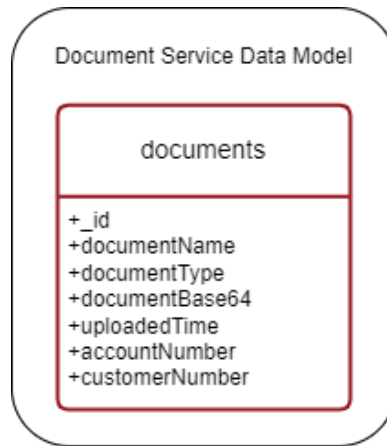 Document Service Data Model
documents
+_id
+documentName
+documentType
+documentBase64
+uploadedTime
+accountNumber
+customerNumber